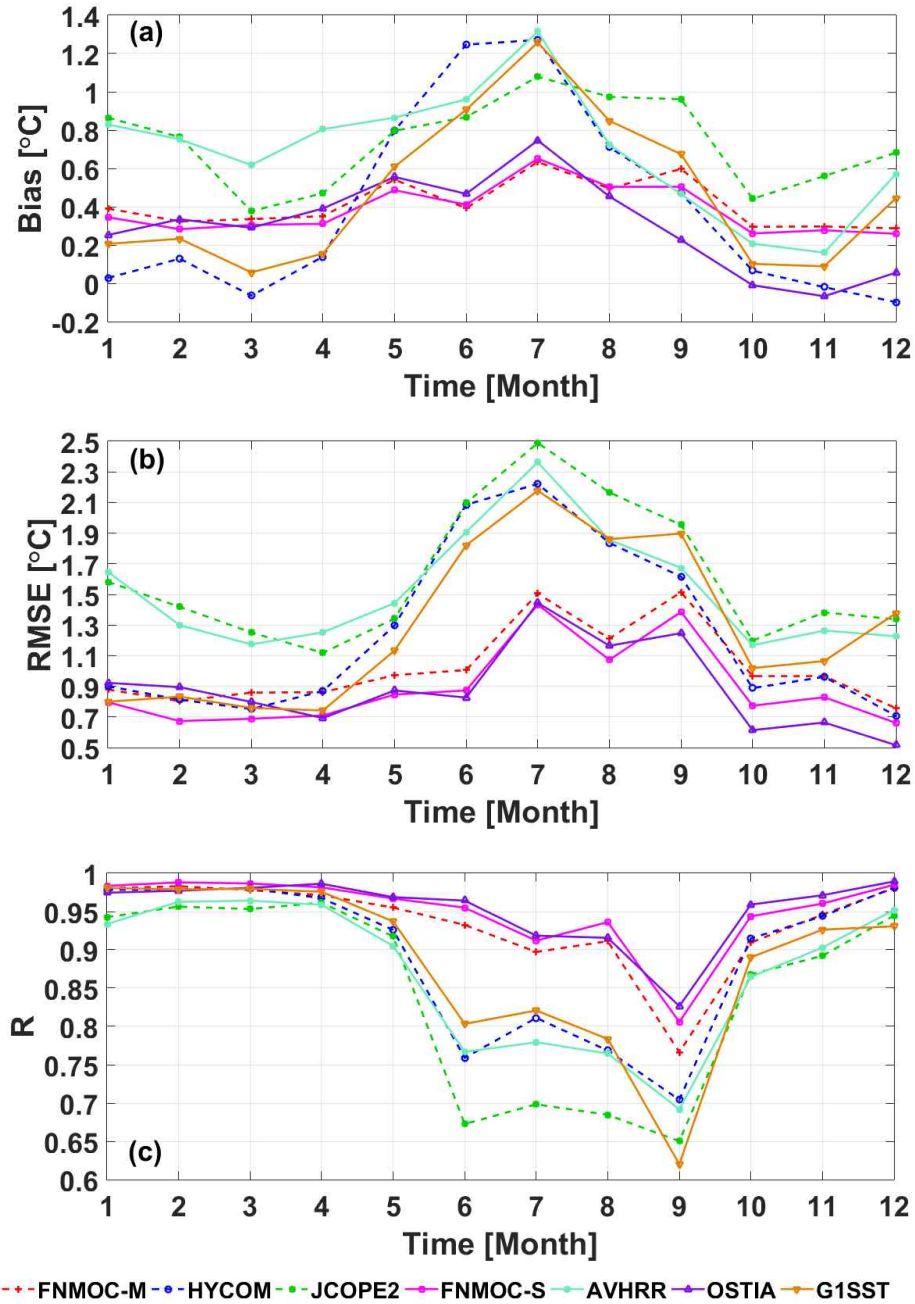 (a)
Bias [°C]
1.4
1.2
1
0.8
0.6
0.4
0.2
0
-0.2
1 2 3 4 5 6 7 8 9 10 11 12
Time [Month]
(b)
RMSE [°C]
2.5
2.3
2.1
1.9
1.7
1.5
1.3
1.1
0.9
0.7
0.5
1 2 3 4 5 6 7 8 9 10 11 12
Time [Month]
R
1
0.95
0.9
0.85
0.8
0.75
0.7
0.65
0.6
(c)
1 2 3 4 5 6 7 8 9 10 11 12
Time [Month]
FNMOC-M HYCOM JCOPE2 FNMOC-S AVHRR OSTIA G1SST